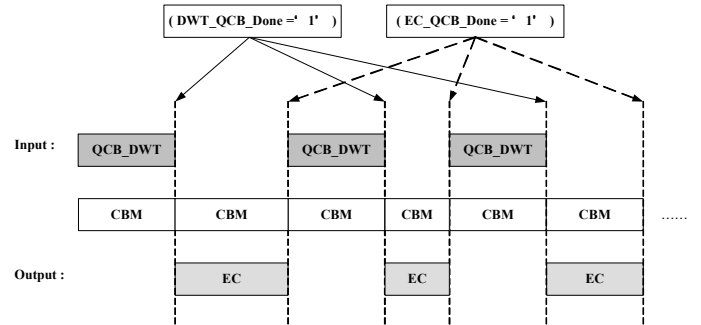 ( DWT_QCB_Done =‘ 1’ )
( EC_QCB_Done =‘ 1’ )
Input :
QCB_DWT
QCB_DWT
QCB_DWT
CBM
CBM
CBM
CBM
CBM
CBM
……
Output :
EC
EC
EC